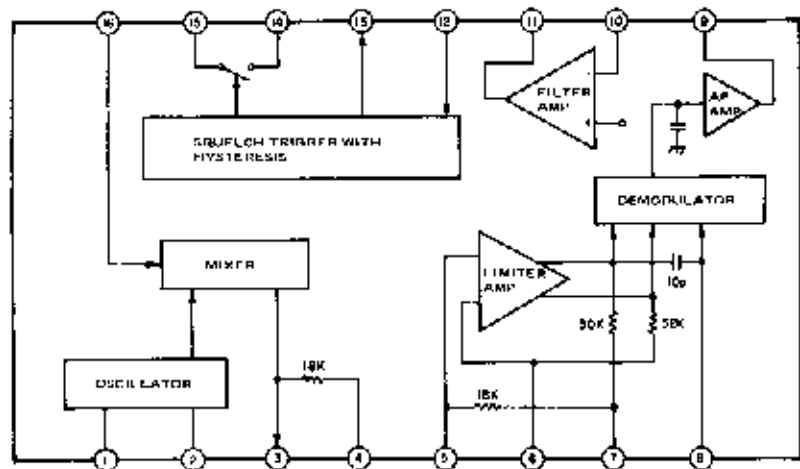 16 15 14 13 12 11 10 9
FILTER
AMP
AF
AMP
SQUELCH TRIGGER WITH
HYSTERESIS
DEMODULATOR
MIXER
LIMITER
AMP
10p
50K
50K
OSCILLATOR
18K
18K
1 2 3 4 5 6 7 8